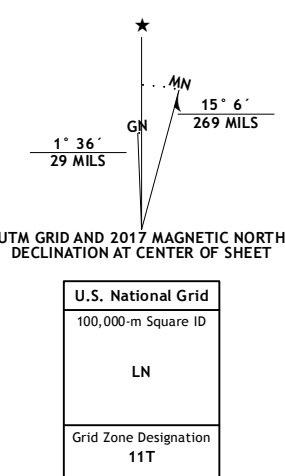 ★
MN
GN
15° 6´
269 MILS
1° 36´
29 MILS
UTM GRID AND 2017 MAGNETIC NORTH
DECLINATION AT CENTER OF SHEET
U.S. National Grid
100,000-m Square ID
LN
Grid Zone Designation
11T